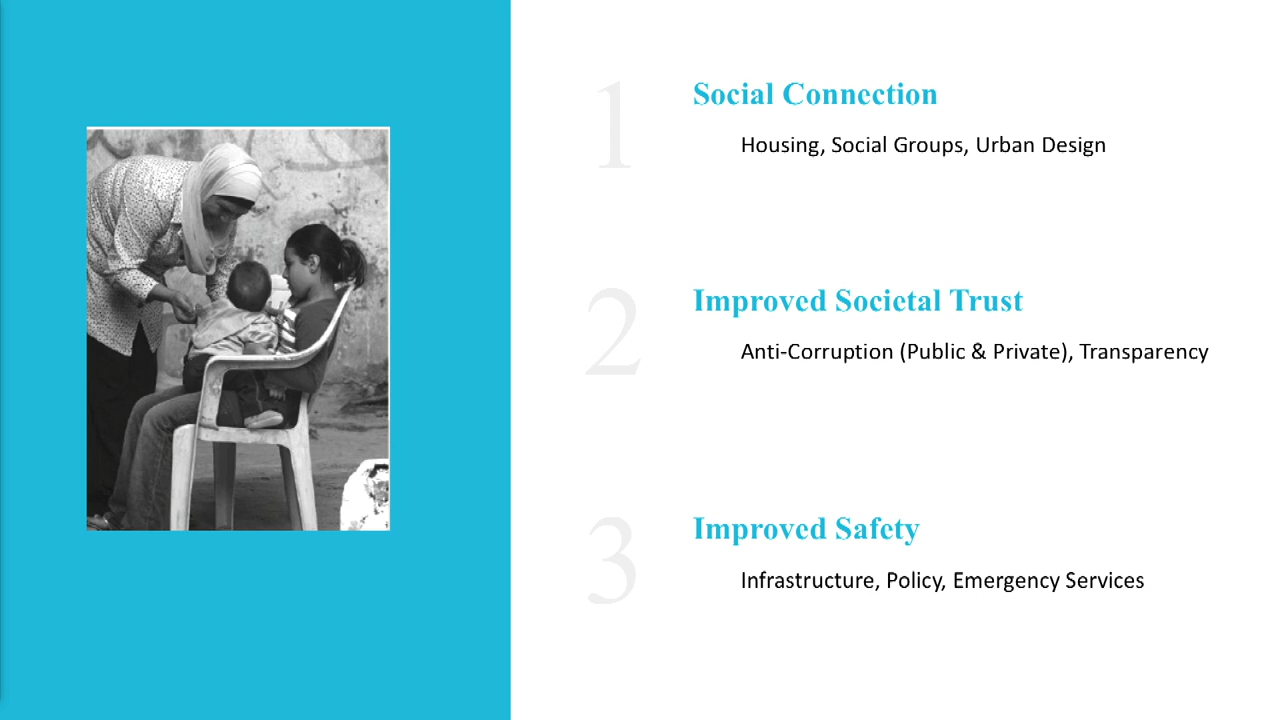 1
Social Connection
Housing, Social Groups, Urban Design
2
Improved Societal Trust
Anti-Corruption (Public & Private), Transparency
3
Improved Safety
Infrastructure, Policy, Emergency Services